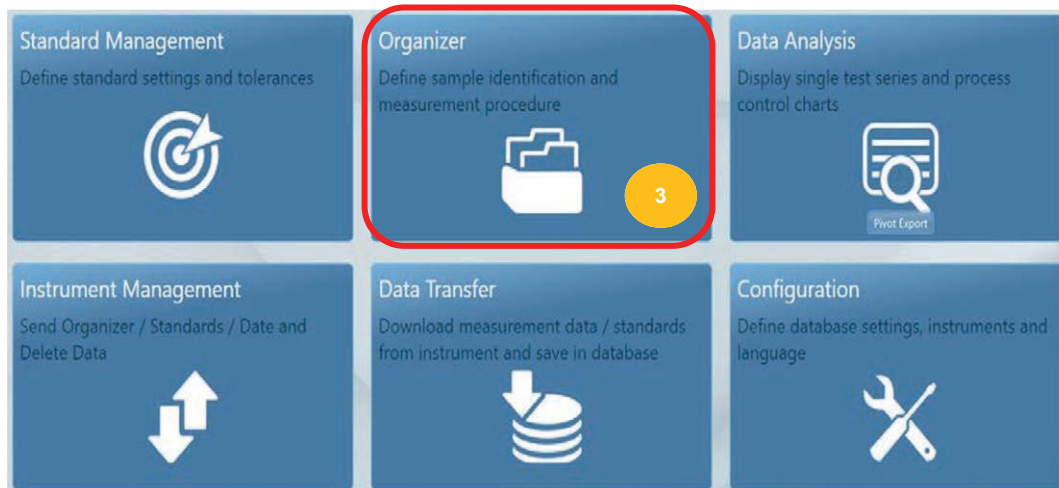 Standard Management
Define standard settings and tolerances
Organizer
Define sample identification and
measurement procedure
3
Data Analysis
Display single test series and process
control charts
Pivot Export
Instrument Management
Send Organizer / Standards / Date and
Delete Data
Data Transfer
Download measurement data / standards
from instrument and save in database
Configuration
Define database settings, instruments and
language